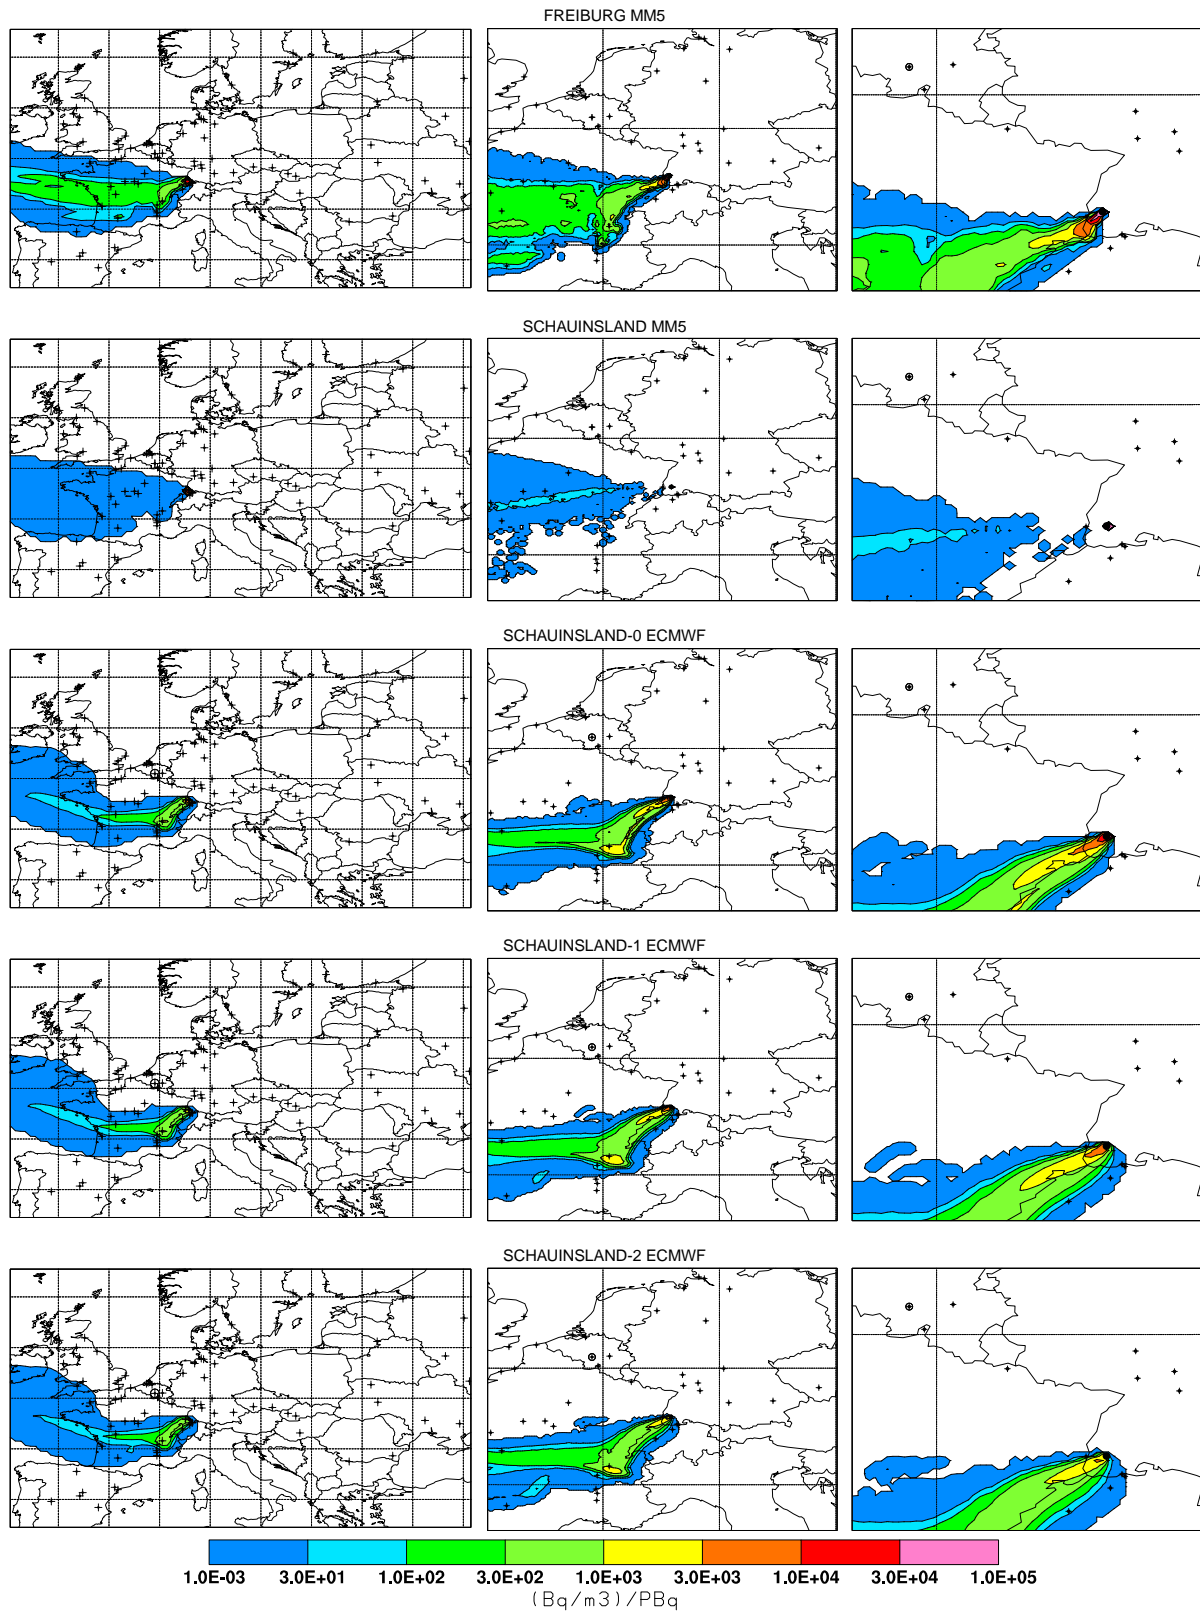 FREIBURG MM5
SCHAUINSLAND MM5
SCHAUINSLAND-0 ECMWF
SCHAUINSLAND-1 ECMWF
SCHAUINSLAND-2 ECMWF
1.0E-03 3.0E+01 1.0E+02 3.0E+02 1.0E+03 3.0E+03 1.0E+04 3.0E+04 1.0E+05
(Bq/m3)/PBq